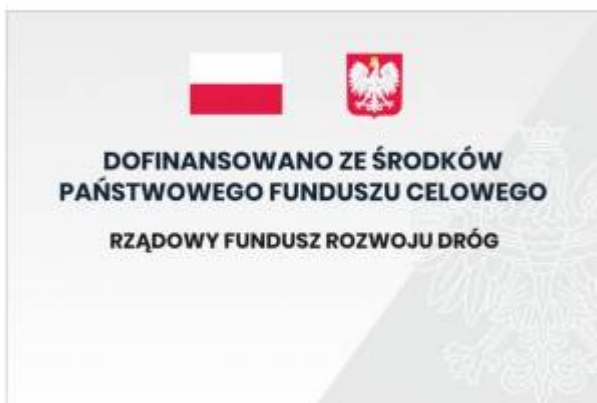 DOFINANSOWANO ZE ŚRODKÓW
PAŃSTWOWEGO FUNDUSZU CELOWEGO
RZĄDOWY FUNDUSZ ROZWOJU DRÓG